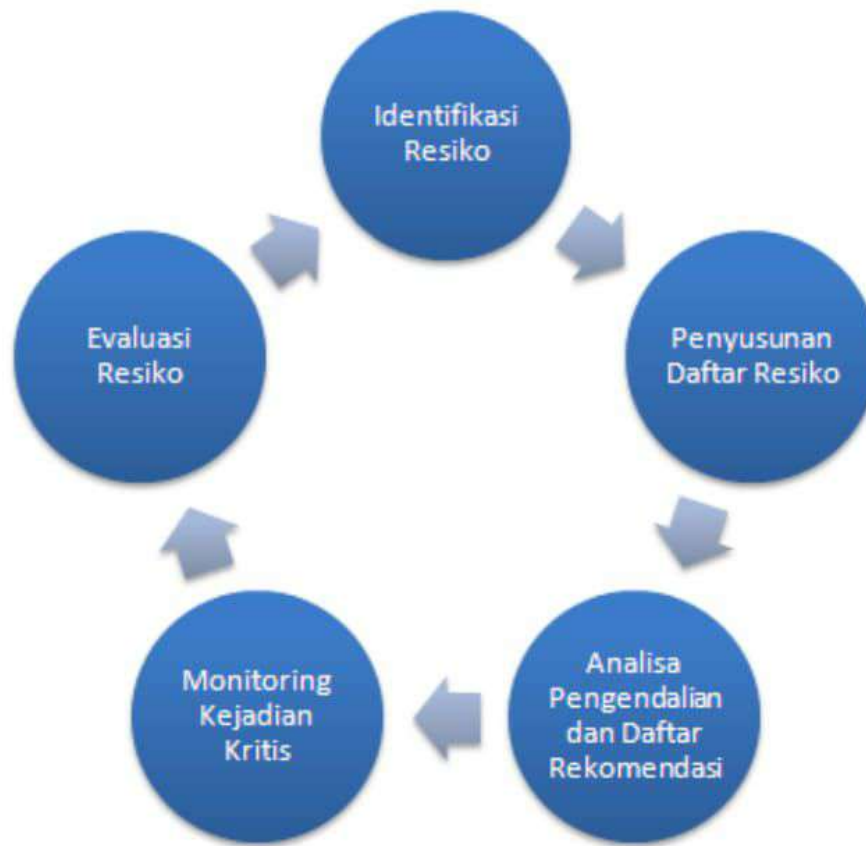 Identifikasi
Resiko
Penyusunan
Daftar Resiko
Analisa
Pengendalian
dan Daftar
Rekomendasi
Monitoring
Kejadian
Kritis
Evaluasi
Resiko